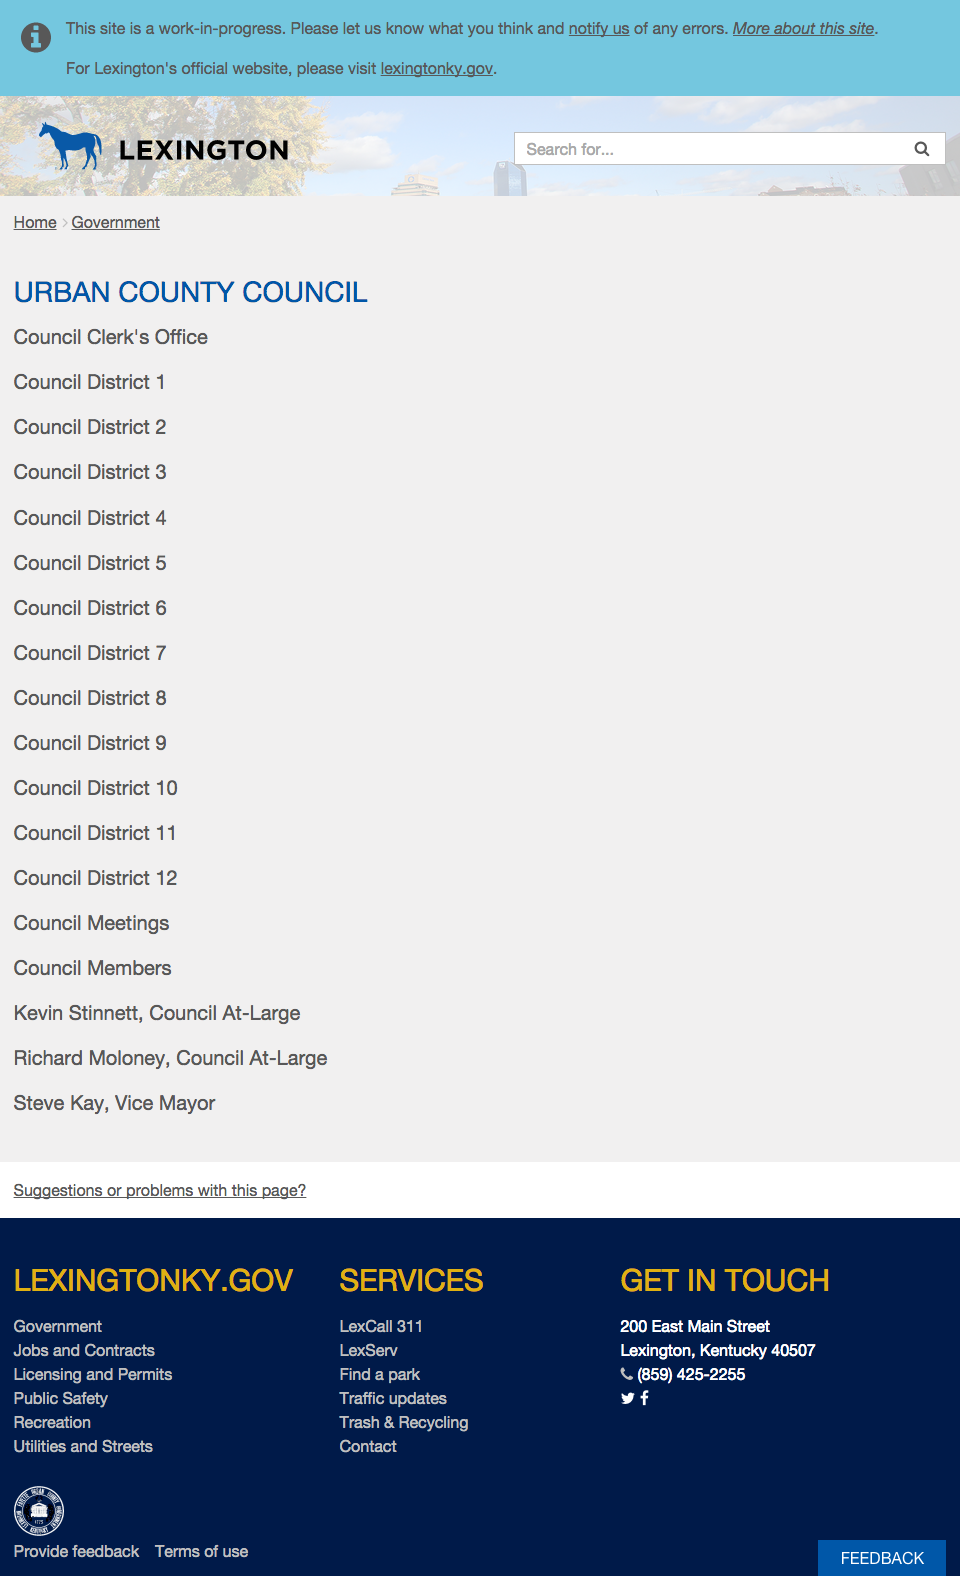 This site is a work-in-progress. Please let us know what you think and notify us of any errors. More about this site.
For Lexington's official website, please visit lexingtonky.gov.
LEXINGTON
Search for...
Home > Government
URBAN COUNTY COUNCIL
Council Clerk's Office
Council District 1
Council District 2
Council District 3
Council District 4
Council District 5
Council District 6
Council District 7
Council District 8
Council District 9
Council District 10
Council District 11
Council District 12
Council Meetings
Council Members
Kevin Stinnett, Council At-Large
Richard Moloney, Council At-Large
Steve Kay, Vice Mayor
Suggestions or problems with this page?
LEXINGTONKY.GOV
Government
Jobs and Contracts
Licensing and Permits
Public Safety
Recreation
Utilities and Streets
SERVICES
LexCall 311
LexServ
Find a park
Traffic updates
Trash & Recycling
Contact
GET IN TOUCH
200 East Main Street
Lexington, Kentucky 40507
(859) 425-2255
Provide feedback Terms of use
FEEDBACK